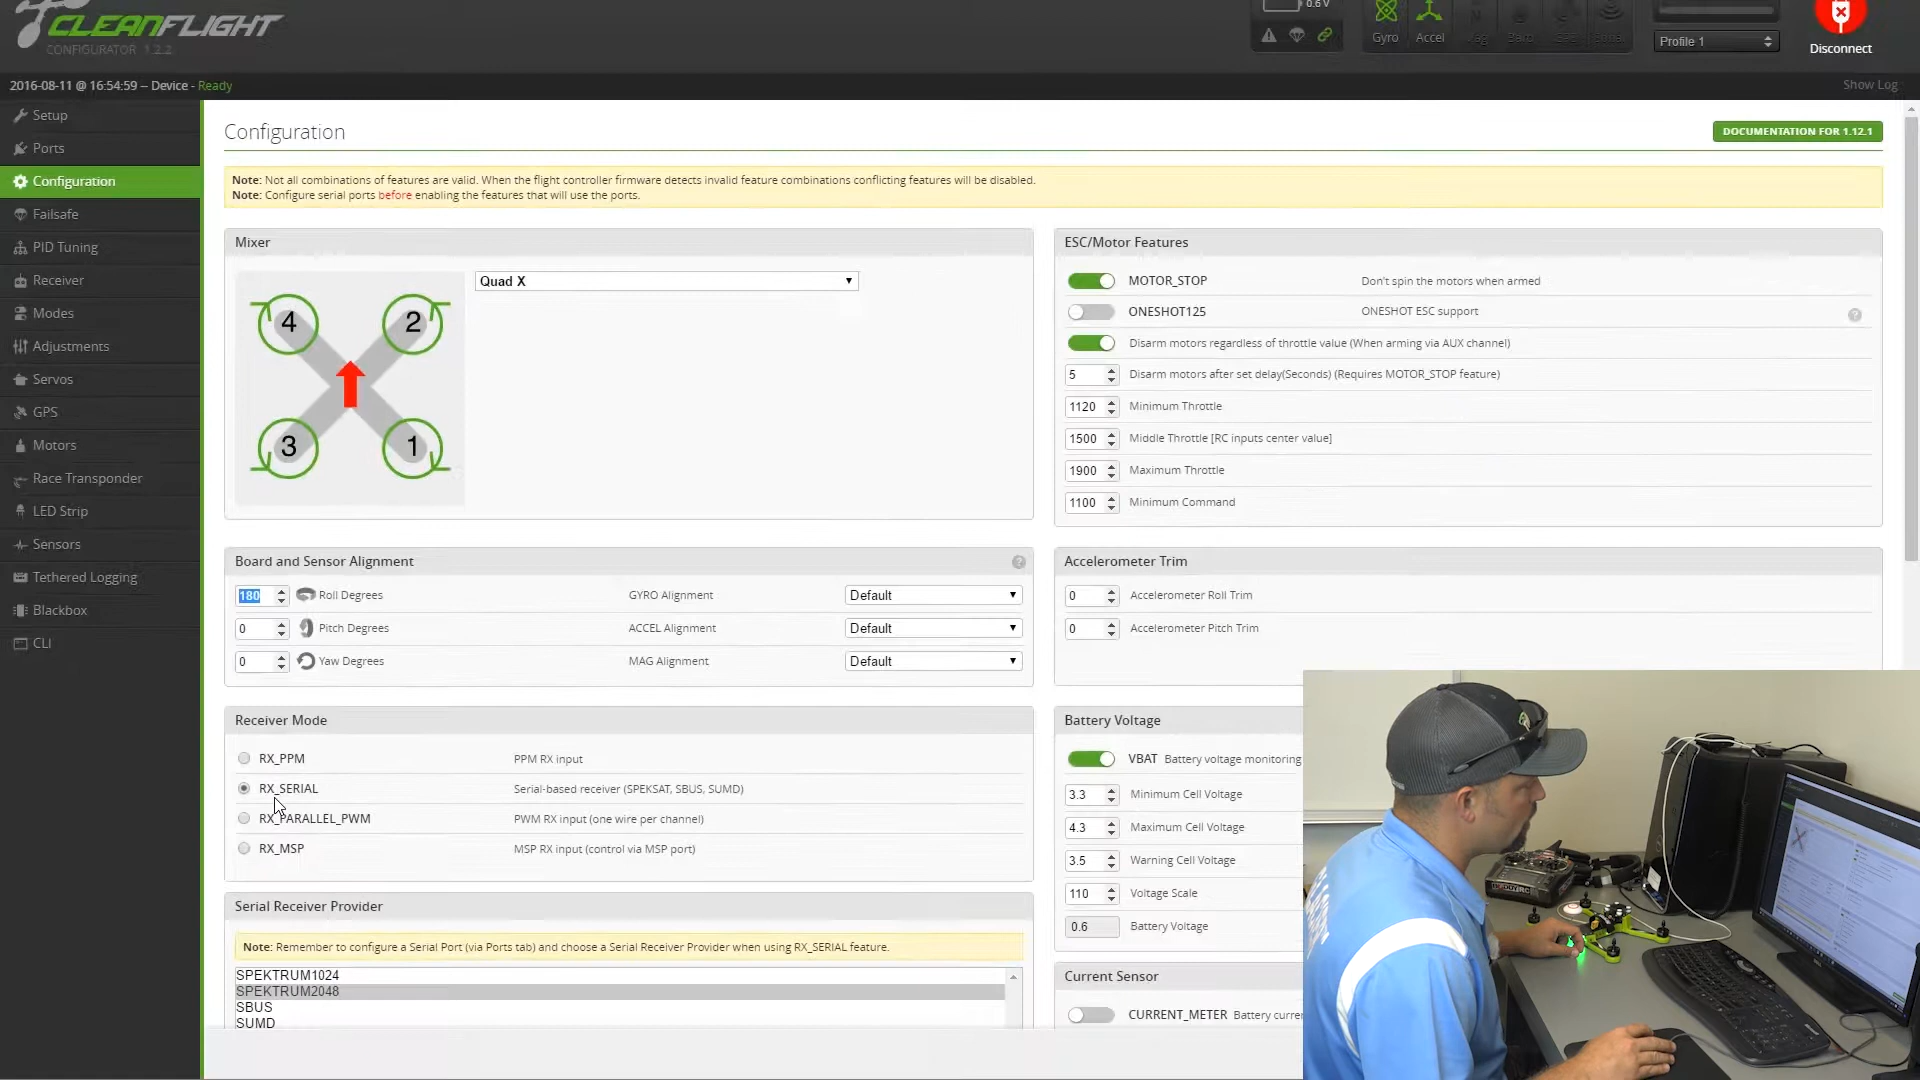 CLEANFLIGHT
CONFIGURATOR 1.2.2
0.6 V
Gyro
Accel
Profile 1
Disconnect
2016-08-11 @ 16:54:59 -- Device - Ready
Show Log
Setup
Ports
Configuration
Failsafe
PID Tuning
Receiver
Modes
Adjustments
Servos
GPS
Motors
Race Transponder
LED Strip
Sensors
Tethered Logging
Blackbox
CLI
Configuration
DOCUMENTATION FOR 1.12.1
Note: Not all combinations of features are valid. When the flight controller firmware detects invalid feature combinations conflicting features will be disabled.
Note: Configure serial ports before enabling the features that will use the ports.
Mixer
Quad X
4 2
3 1
ESC/Motor Features
MOTOR_STOP Don't spin the motors when armed
ONESHOT125 ONESHOT ESC support
Disarm motors regardless of throttle value (When arming via AUX channel)
5 Disarm motors after set delay(Seconds) (Requires MOTOR_STOP feature)
1120 Minimum Throttle
1500 Middle Throttle [RC inputs center value]
1900 Maximum Throttle
1100 Minimum Command
Board and Sensor Alignment
180 Roll Degrees GYRO Alignment Default
0 Pitch Degrees ACCEL Alignment Default
0 Yaw Degrees MAG Alignment Default
Accelerometer Trim
0 Accelerometer Roll Trim
0 Accelerometer Pitch Trim
Receiver Mode
RX_PPM PPM RX input
RX_SERIAL Serial-based receiver (SPEKSAT, SBUS, SUMD)
RX_PARALLEL_PWM PWM RX input (one wire per channel)
RX_MSP MSP RX input (control via MSP port)
Serial Receiver Provider
Note: Remember to configure a Serial Port (via Ports tab) and choose a Serial Receiver Provider when using RX_SERIAL feature.
SPEKTRUM1024
SPEKTRUM2048
SBUS
SUMD
Battery Voltage
VBAT Battery voltage monitoring
3.3 Minimum Cell Voltage
4.3 Maximum Cell Voltage
3.5 Warning Cell Voltage
110 Voltage Scale
0.6 Battery Voltage
Current Sensor
CURRENT_METER Battery curre